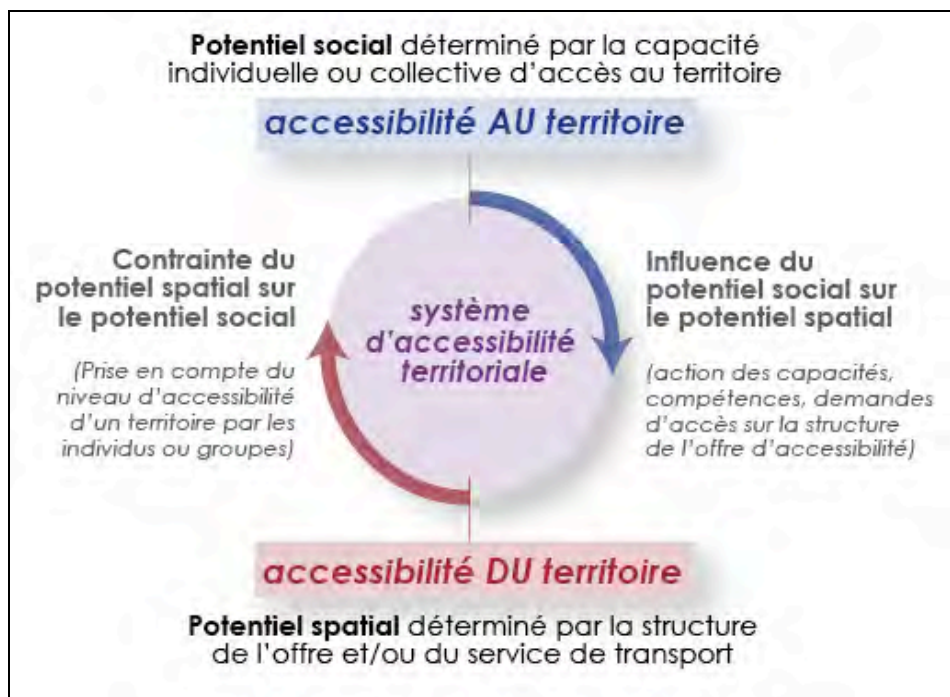 Potentiel social déterminé par la capacité
individuelle ou collective d'accès au territoire
accessibilité AU territoire
Contrainte du
potentiel spatial sur
le potentiel social
(Prise en compte du
niveau d'accessibilité
d'un territoire par les
individus ou groupes)
système
d'accessibilité
territoriale
Influence du
potentiel social sur
le potentiel spatial
(action des capacités,
compétences, demandes
d'accès sur la structure
de l'offre d'accessibilité)
accessibilité DU territoire
Potentiel spatial déterminé par la structure
de l'offre et/ou du service de transport